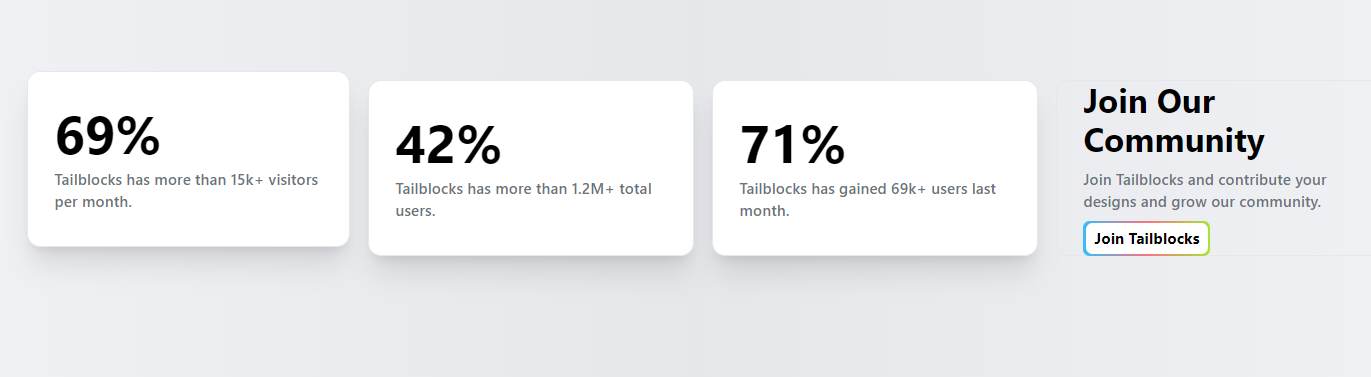 69%
Tailblocks has more than 15k+ visitors
per month.
42%
Tailblocks has more than 1.2M+ total
users.
71%
Tailblocks has gained 69k+ users last
month.
Join Our
Community
Join Tailblocks and contribute your
designs and grow our community.
Join Tailblocks